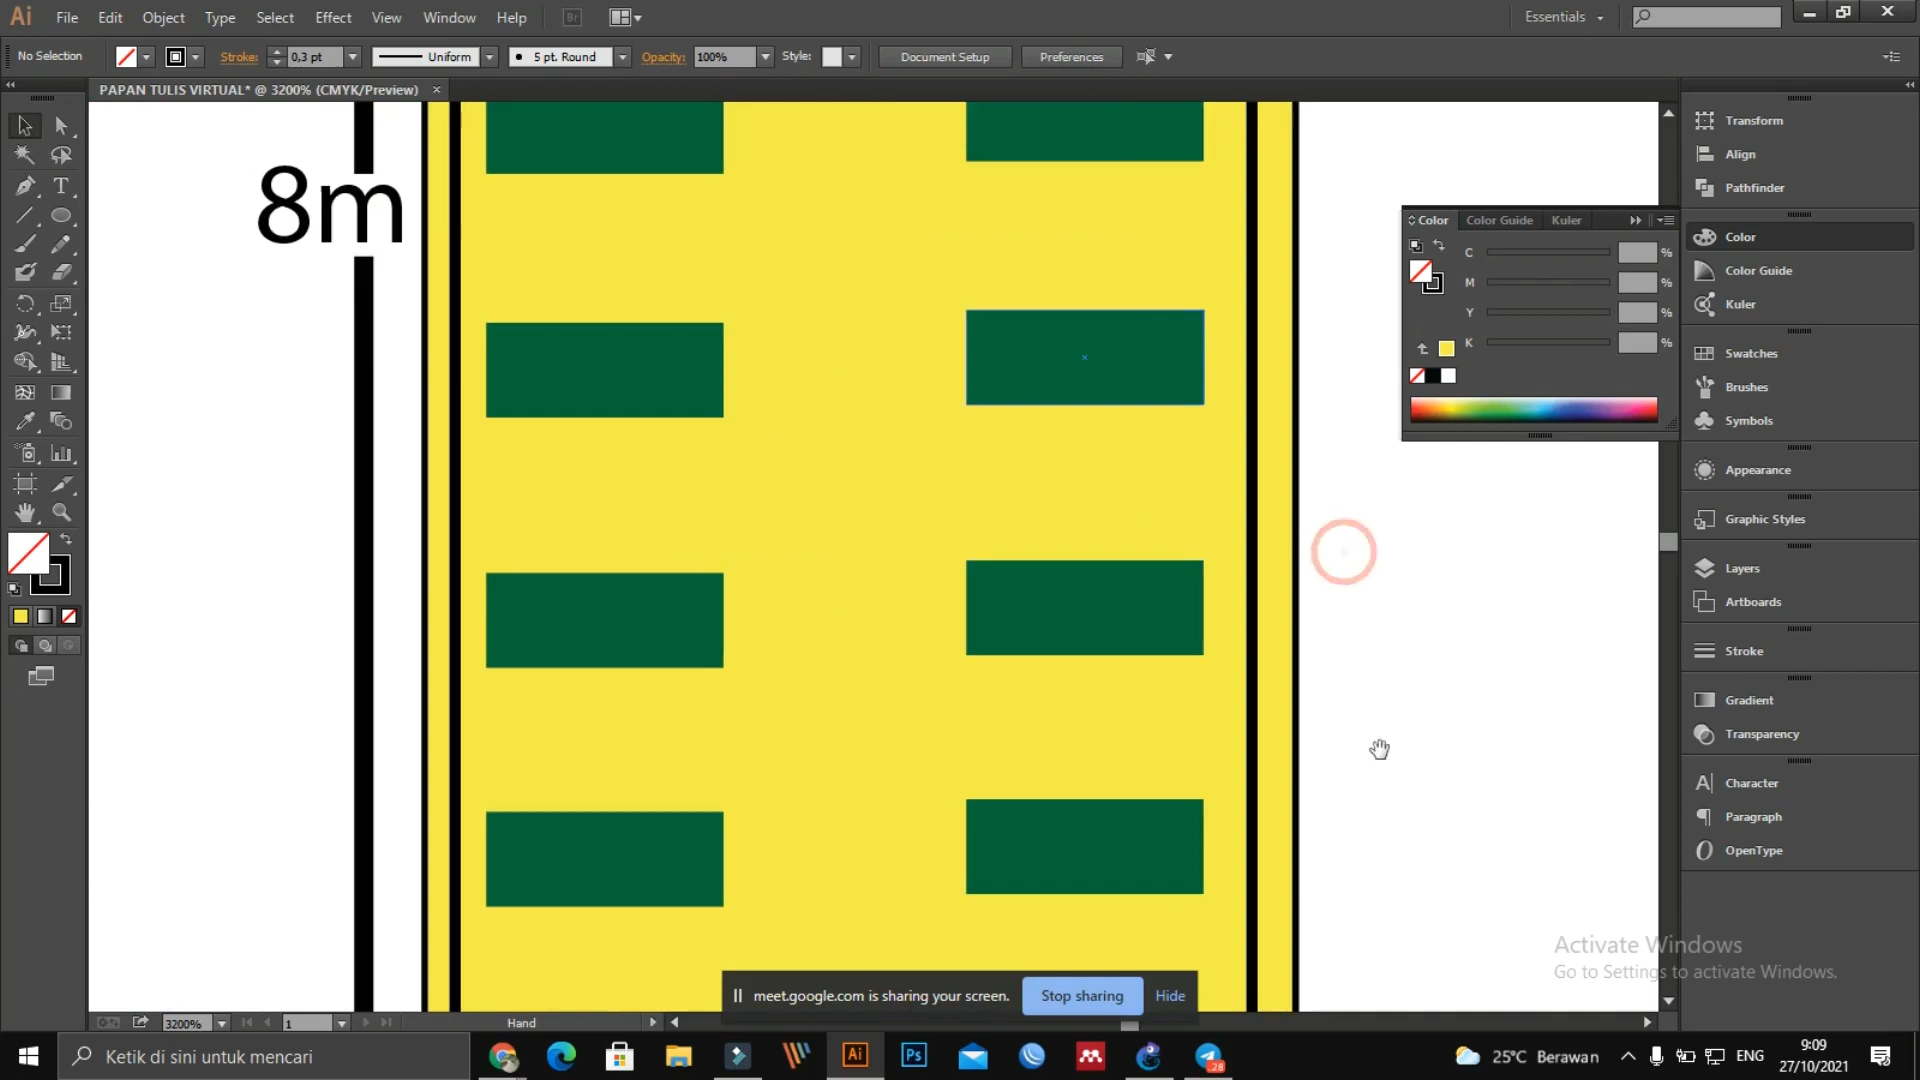 Ai File Edit Object Type Select Effect View Window Help Br Essentials
No Selection Stroke: 0,3 pt Uniform 5 pt. Round Opacity: 100% Style: Document Setup Preferences
PAPAN TULIS VIRTUAL* @ 3200% (CMYK/Preview) ×
8m
Color Color Guide Kuler
C %
M %
Y %
K %
Transform
Align
Pathfinder
Color
Color Guide
Kuler
Swatches
Brushes
Symbols
Appearance
Graphic Styles
Layers
Artboards
Stroke
Gradient
Transparency
Character
Paragraph
OpenType
Activate Windows
Go to Settings to activate Windows.
meet.google.com is sharing your screen. Stop sharing Hide
3200% 1 Hand
Ketik di sini untuk mencari
Ai Ps 28
25°C Berawan ENG 9:09
27/10/2021